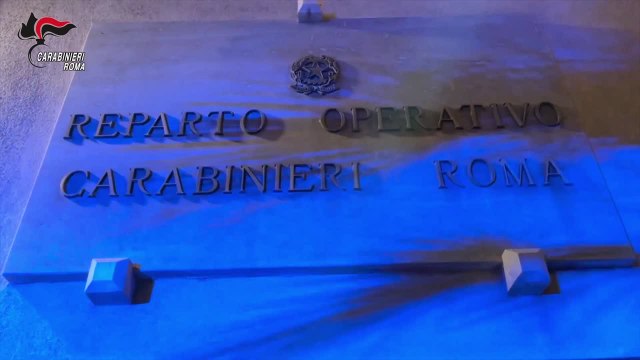 CARABINIERI
ROMA
REPARTO OPERATIVO
CARABINIERI ROMA